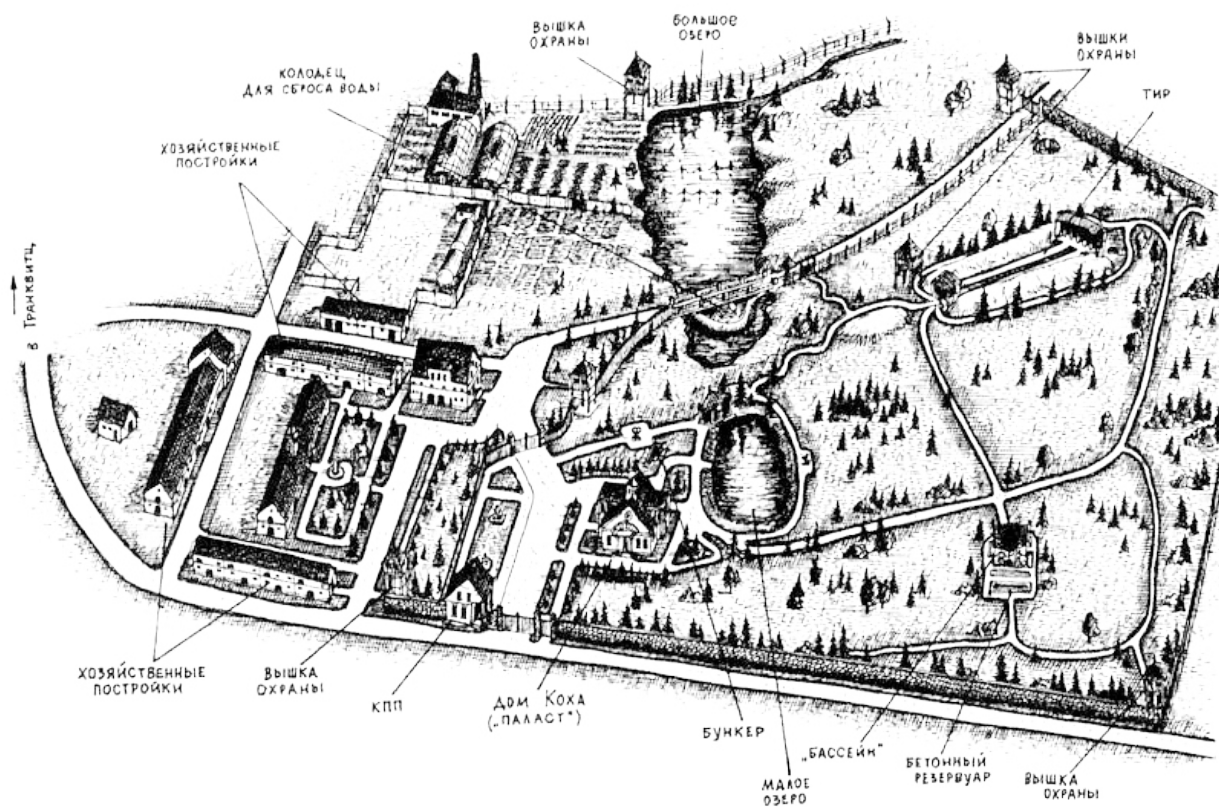 ВЫШКА
ОХРАНЫ
БОЛЬШОЕ
ОЗЕРО
ВЫШКИ
ОХРАНЫ
КОЛОДЕЦ
ДЛЯ СБРОСА ВОДЫ
ТИР
ХОЗЯЙСТВЕННЫЕ
ПОСТРОЙКИ
В ТРАНКВИТЦ
ХОЗЯЙСТВЕННЫЕ
ПОСТРОЙКИ
ВЫШКА
ОХРАНЫ
КПП
ДОМ КОХА
(„ПАЛАСТ“)
БУНКЕР
МАЛОЕ
ОЗЕРО
„БАССЕЙН“
БЕТОННЫЙ
РЕЗЕРВУАР
ВЫШКА
ОХРАНЫ